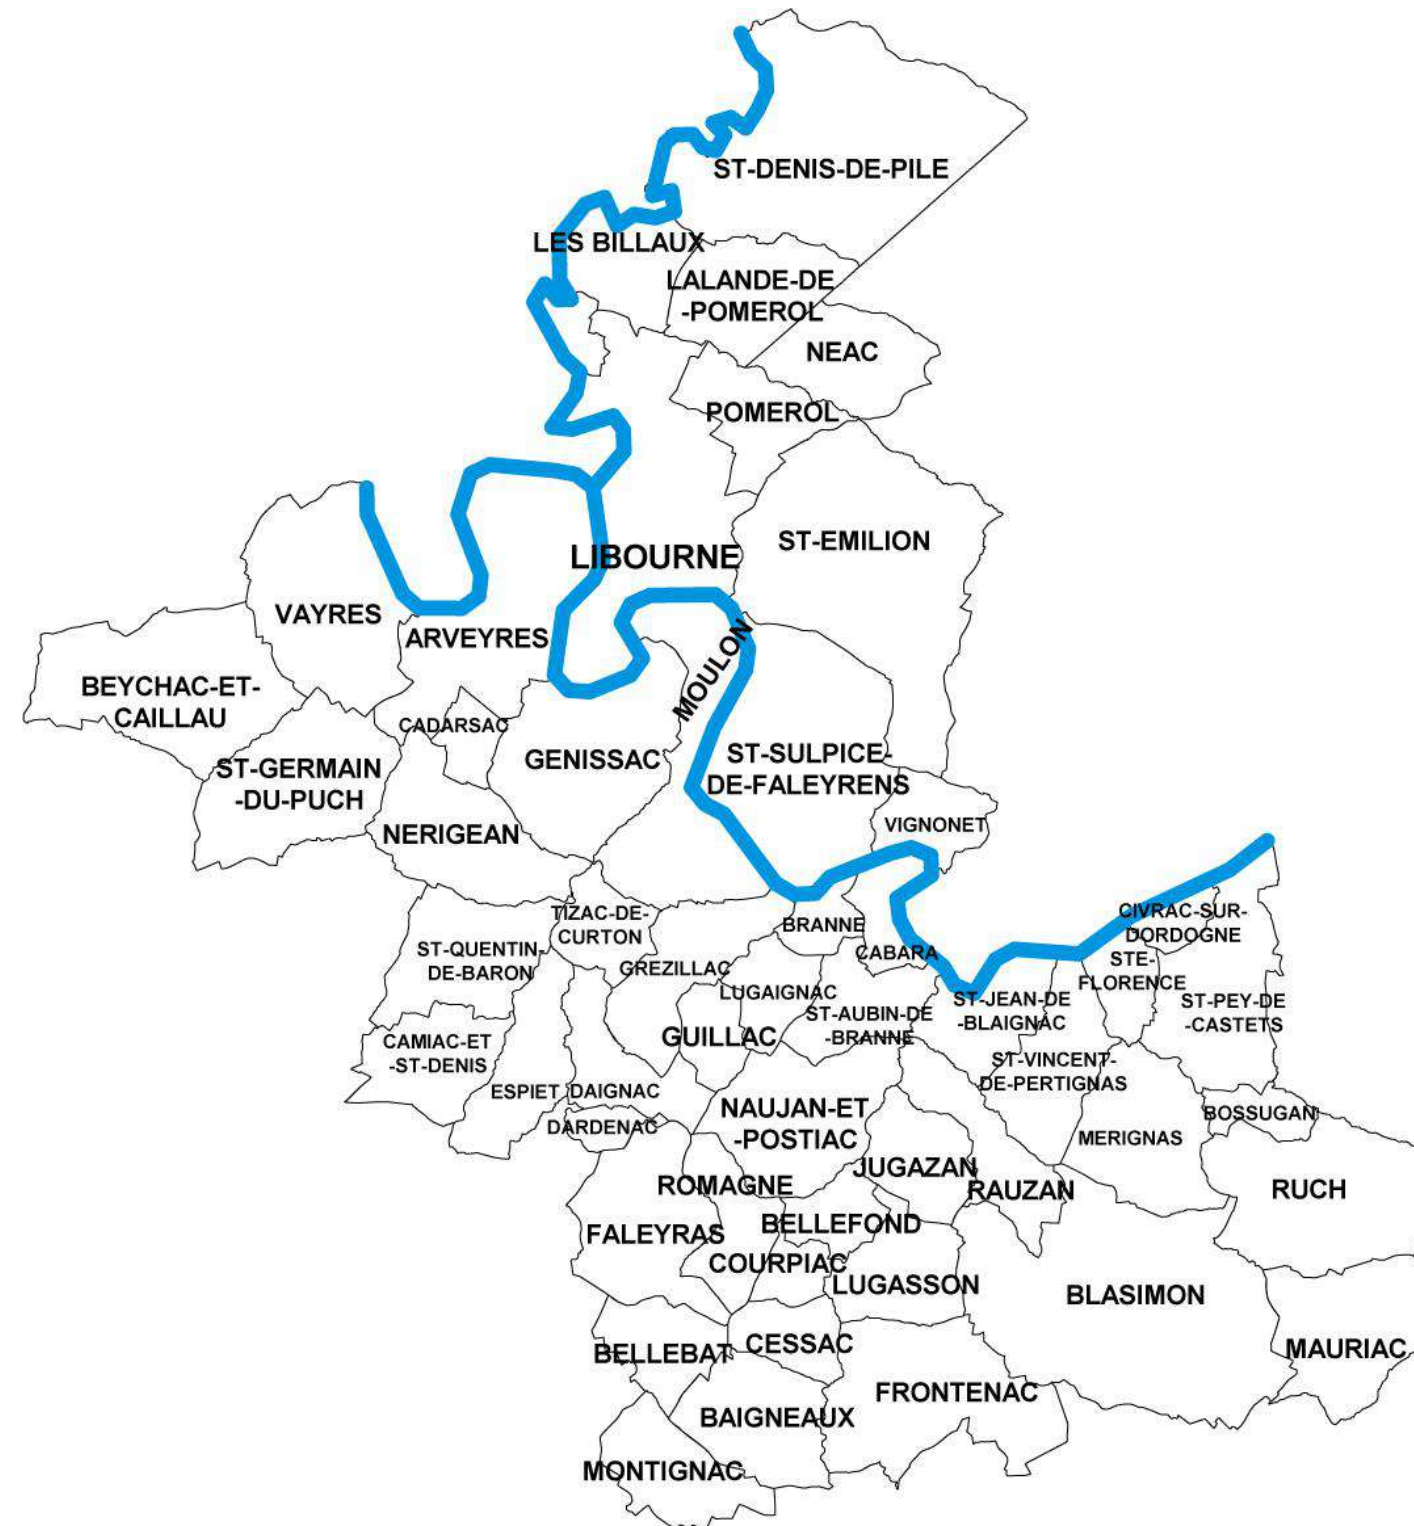 ST-DENIS-DE-PILE
LES BILLAUX
LALANDE-DE
-POMEROL
NEAC
POMEROL
ST-EMILION
LIBOURNE
VAYRES
ARVEYRES
MOULON
BEYCHAC-ET-
CAILLAU
CADARSAC
GENISSAC
ST-SULPICE-
DE-FALEYRENS
ST-GERMAIN
-DU-PUCH
NERIGEAN
VIGNONET
TIZAC-DE-
CURTON
BRANNE
CIVRAC-SUR-
DORDOGNE
ST-QUENTIN-
DE-BARON
GREZILLAC
CABARA
STE-
FLORENCE
LUGAIGNAC
ST-AUBIN-DE
-BRANNE
ST-JEAN-DE
-BLAIGNAC
ST-PEY-DE
-CASTETS
CAMIAC-ET
-ST-DENIS
GUILLAC
ST-VINCENT-
DE-PERTIGNAS
ESPIET
DAIGNAC
NAUJAN-ET
-POSTIAC
BOSSUGAN
DARDENAC
MERIGNAS
JUGAZAN
ROMAGNE
RAUZAN
RUCH
BELLEFOND
FALEYRAS
COURPIAC
LUGASSON
BLASIMON
BELLEBAT
CESSAC
MAURIAC
FRONTENAC
BAIGNEAUX
MONTIGNAC